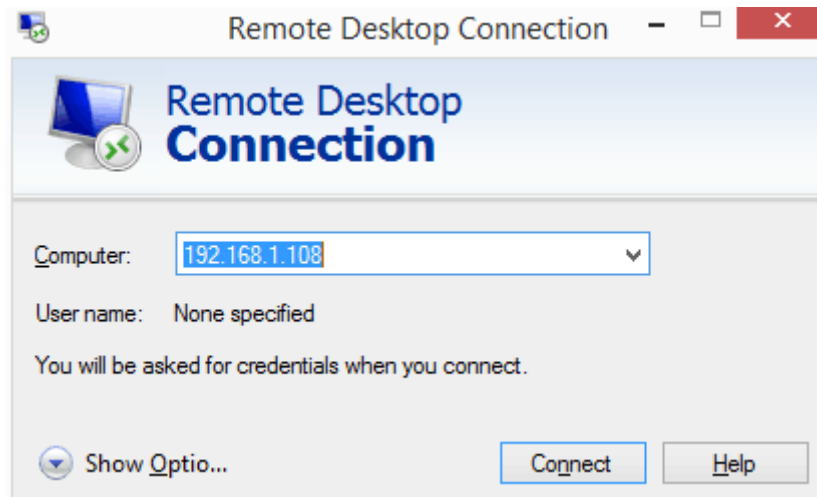 Remote Desktop Connection
Remote Desktop
Connection
Computer: 192.168.1.108
User name: None specified
You will be asked for credentials when you connect.
Show Optio... Connect Help